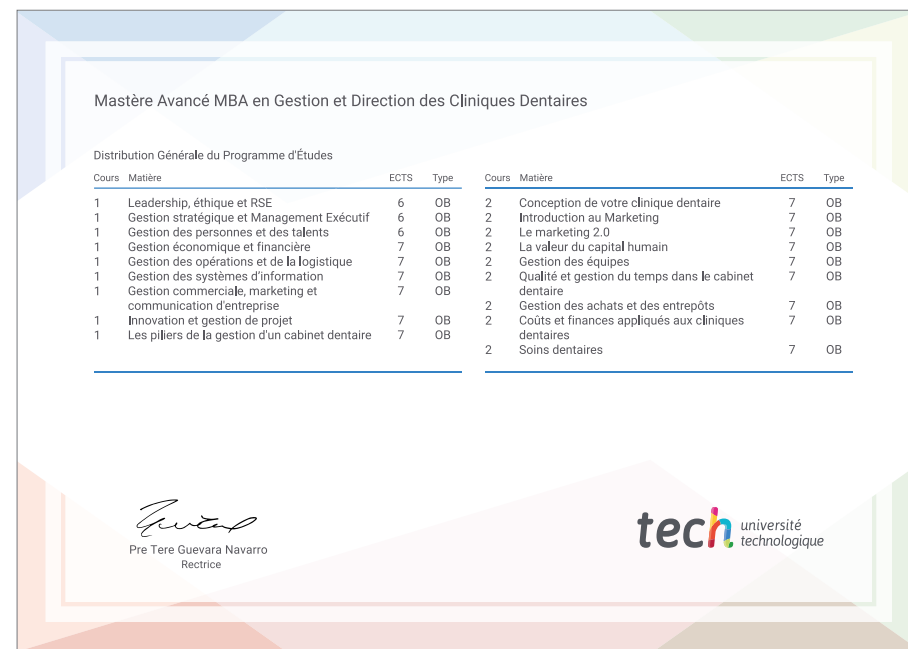 Mastère Avancé MBA en Gestion et Direction des Cliniques Dentaires
Distribution Générale du Programme d'Études
Cours Matière ECTS Type
1 Leadership, éthique et RSE 6 OB
1 Gestion stratégique et Management Exécutif 6 OB
1 Gestion des personnes et des talents 6 OB
1 Gestion économique et financière 7 OB
1 Gestion des opérations et de la logistique 7 OB
1 Gestion des systèmes d'information 7 OB
1 Gestion commerciale, marketing et 7 OB
communication d'entreprise
1 Innovation et gestion de projet 7 OB
1 Les piliers de la gestion d'un cabinet dentaire 7 OB
Cours Matière ECTS Type
2 Conception de votre clinique dentaire 7 OB
2 Introduction au Marketing 7 OB
2 Le marketing 2.0 7 OB
2 La valeur du capital humain 7 OB
2 Gestion des équipes 7 OB
2 Qualité et gestion du temps dans le cabinet 7 OB
dentaire
2 Gestion des achats et des entrepôts 7 OB
2 Coûts et finances appliqués aux cliniques 7 OB
dentaires
2 Soins dentaires 7 OB
Pre Tere Guevara Navarro
Rectrice
tech université
technologique